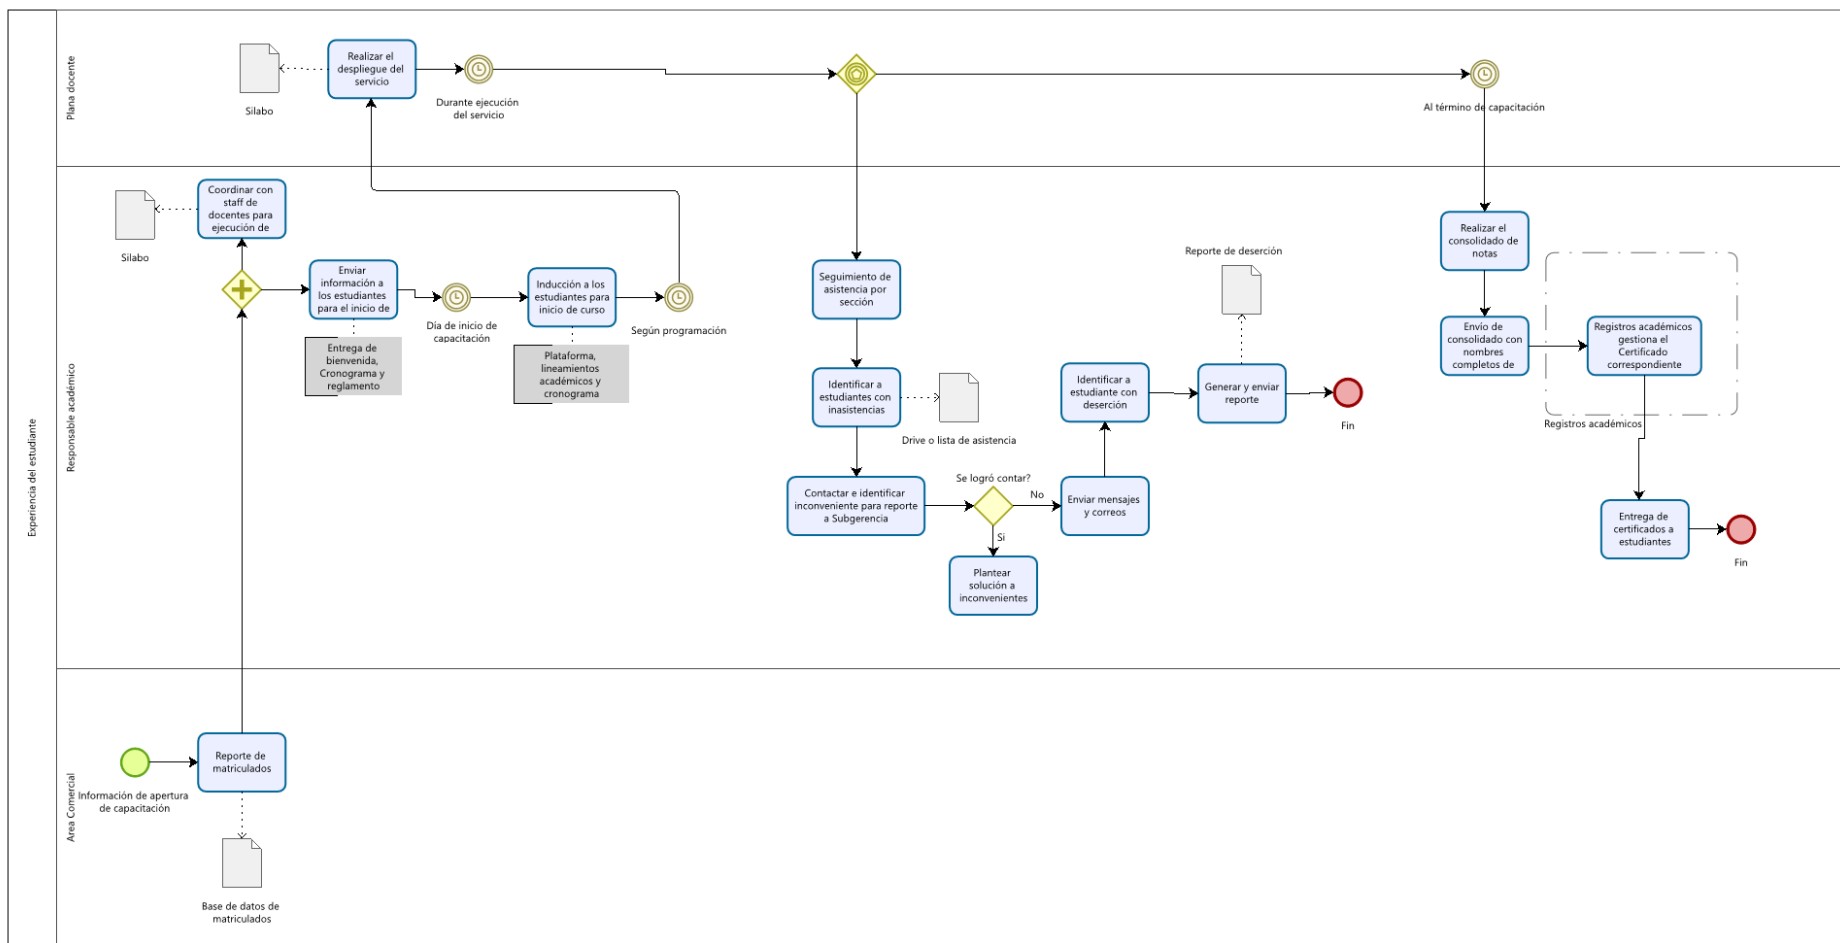 Experiencia del estudiante
Plana docente
Silabo
Realizar el
despliegue del
servicio
Durante ejecución
del servicio
Al término de capacitación
Responsable académico
Silabo
Coordinar con
staff de
docentes para
ejecución de
Enviar
información a
los estudiantes
para el inicio de
Entrega de
bienvenida,
Cronograma y
reglamento
Día de inicio de
capacitación
Inducción a los
estudiantes para
inicio de curso
Plataforma,
lineamientos
académicos y
cronograma
Según programación
Seguimiento de
asistencia por
sección
Identificar a
estudiantes con
inasistencias
Drive o lista de asistencia
Contactar e identificar
inconveniente para reporte
a Subgerencia
Se logró contar?
No
Si
Plantear
solución a
inconvenientes
Enviar mensajes
y correos
Identificar a
estudiante con
deserción
Reporte de deserción
Generar y enviar
reporte
Fin
Realizar el
consolidado de
notas
Envío de
consolidado con
nombres
completos de
Registros académicos
gestiona el
Certificado
correspondiente
Registros académicos
Entrega de
certificados a
estudiantes
Fin
Area Comercial
Información de apertura
de capacitación
Reporte de
matriculados
Base de datos de
matriculados